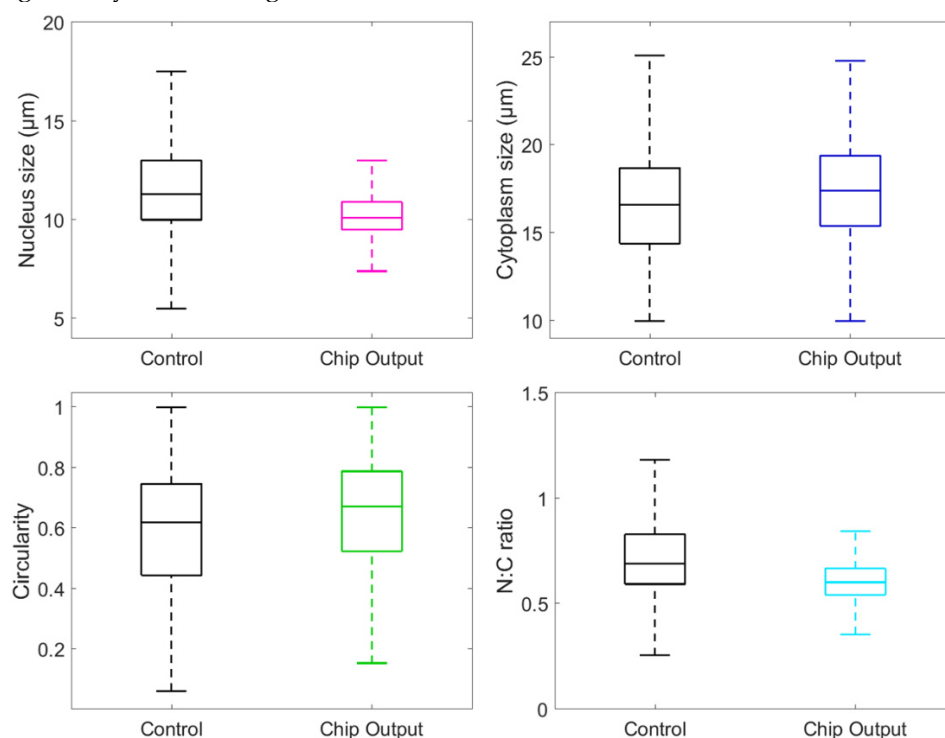 20
15
10
5
Nucleus size (μm)
Control
Chip Output
25
20
15
10
Cytoplasm size (μm)
Control
Chip Output
1
0.8
0.6
0.4
0.2
Circularity
Control
Chip Output
1.5
1
0.5
0
N:C ratio
Control
Chip Output